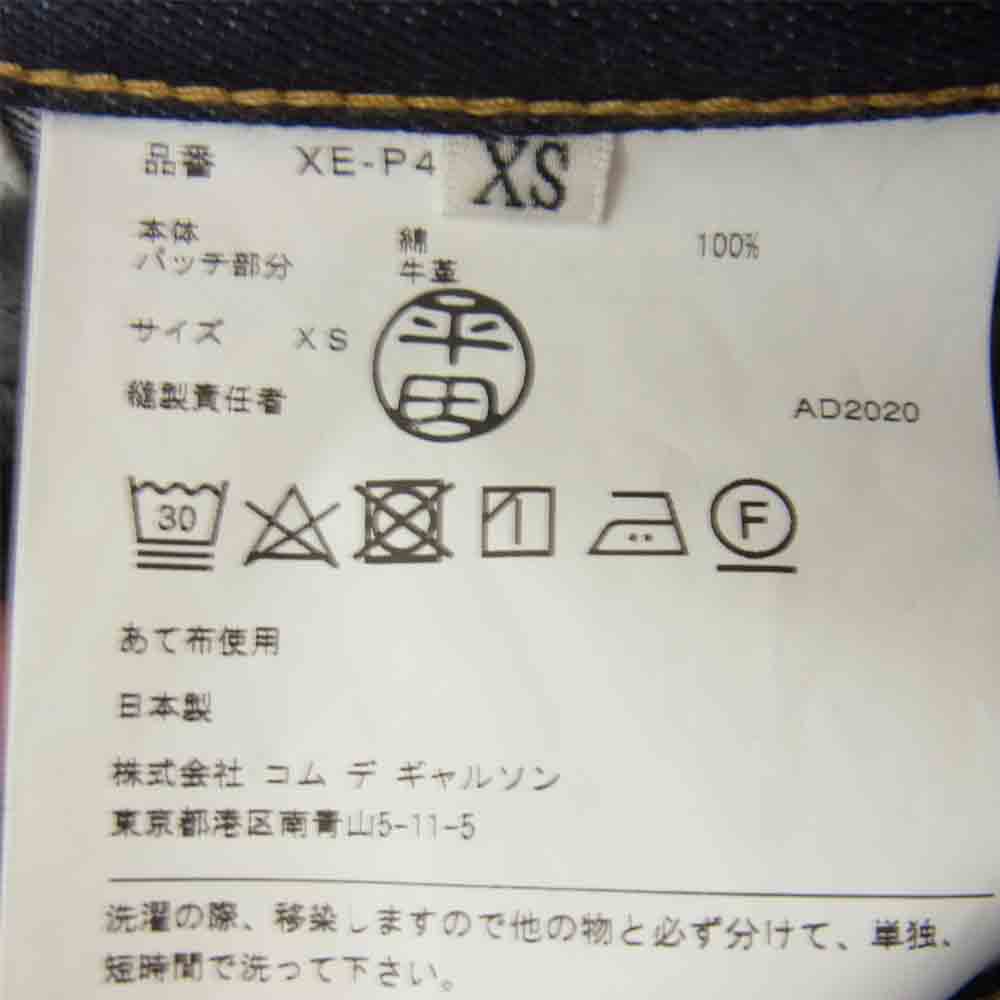 品番 XE-P4 XS
本体 綿 100%
パッチ部分 牛革
サイズ XS
平田
縫製責任者 AD2020
30 F
あて布使用
日本製
株式会社 コム デ ギャルソン
東京都港区南青山5-11-5
洗濯の際、移染しますので他の物と必ず分けて、単独、
短時間で洗って下さい。